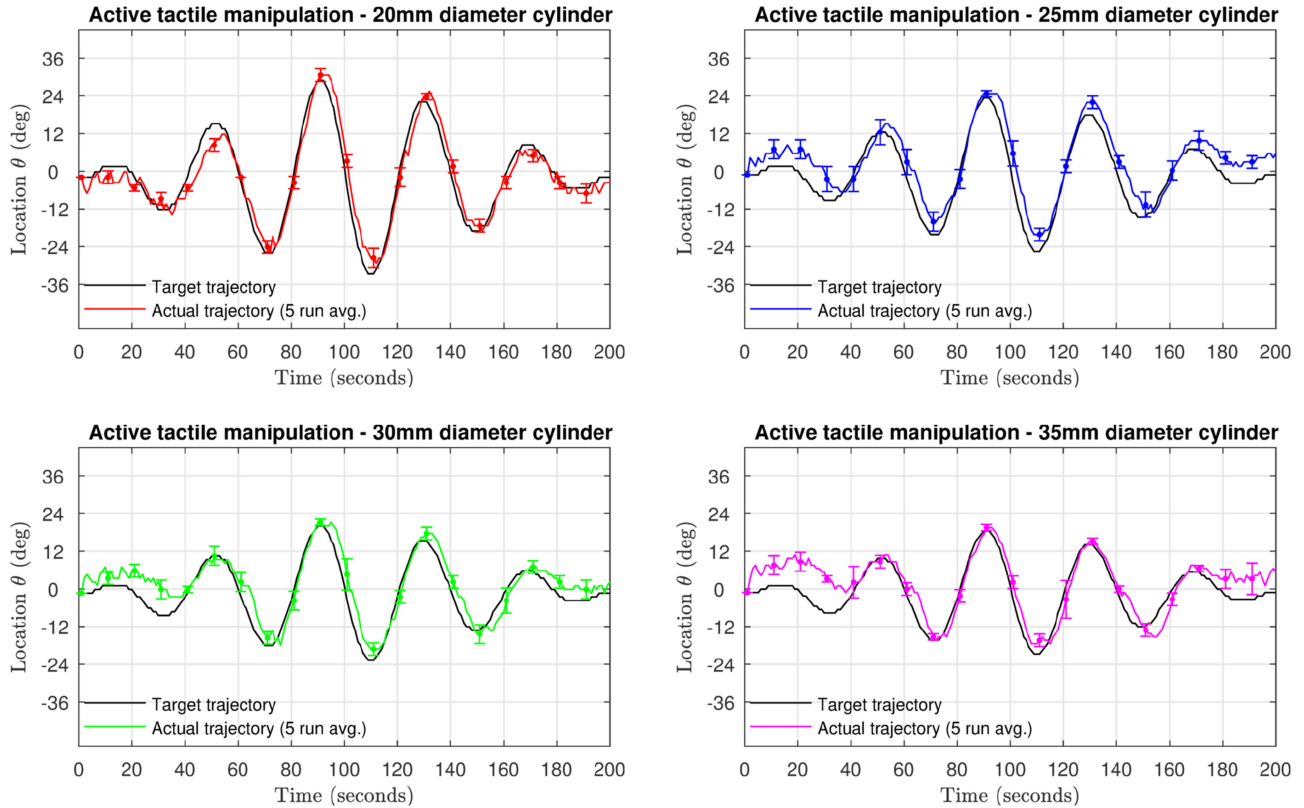 Active tactile manipulation - 20mm diameter cylinder
Location θ (deg)
36
24
12
0
-12
-24
-36
Target trajectory
Actual trajectory (5 run avg.)
0 20 40 60 80 100 120 140 160 180 200
Time (seconds)
Active tactile manipulation - 25mm diameter cylinder
Location θ (deg)
36
24
12
0
-12
-24
-36
Target trajectory
Actual trajectory (5 run avg.)
0 20 40 60 80 100 120 140 160 180 200
Time (seconds)
Active tactile manipulation - 30mm diameter cylinder
Location θ (deg)
36
24
12
0
-12
-24
-36
Target trajectory
Actual trajectory (5 run avg.)
0 20 40 60 80 100 120 140 160 180 200
Time (seconds)
Active tactile manipulation - 35mm diameter cylinder
Location θ (deg)
36
24
12
0
-12
-24
-36
Target trajectory
Actual trajectory (5 run avg.)
0 20 40 60 80 100 120 140 160 180 200
Time (seconds)